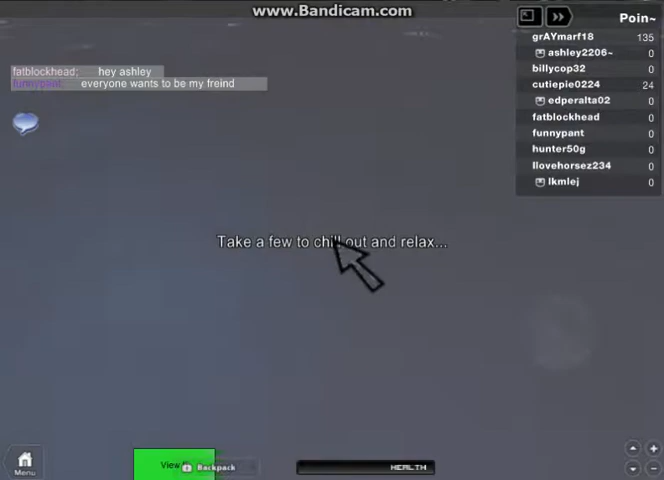 www.Bandicam.com
Poin~
grAYmarf18 135
ashley2206~ 0
billycop32 0
cutiepie0224 24
edperalta02 0
fatblockhead 0
funnypant 0
hunter50g 0
Ilovehorsez234 0
lkmlej 0
fatblockhead; hey ashley
funnypant: everyone wants to be my freind
Take a few to chill out and relax...
Menu
View
Backpack
HEALTH